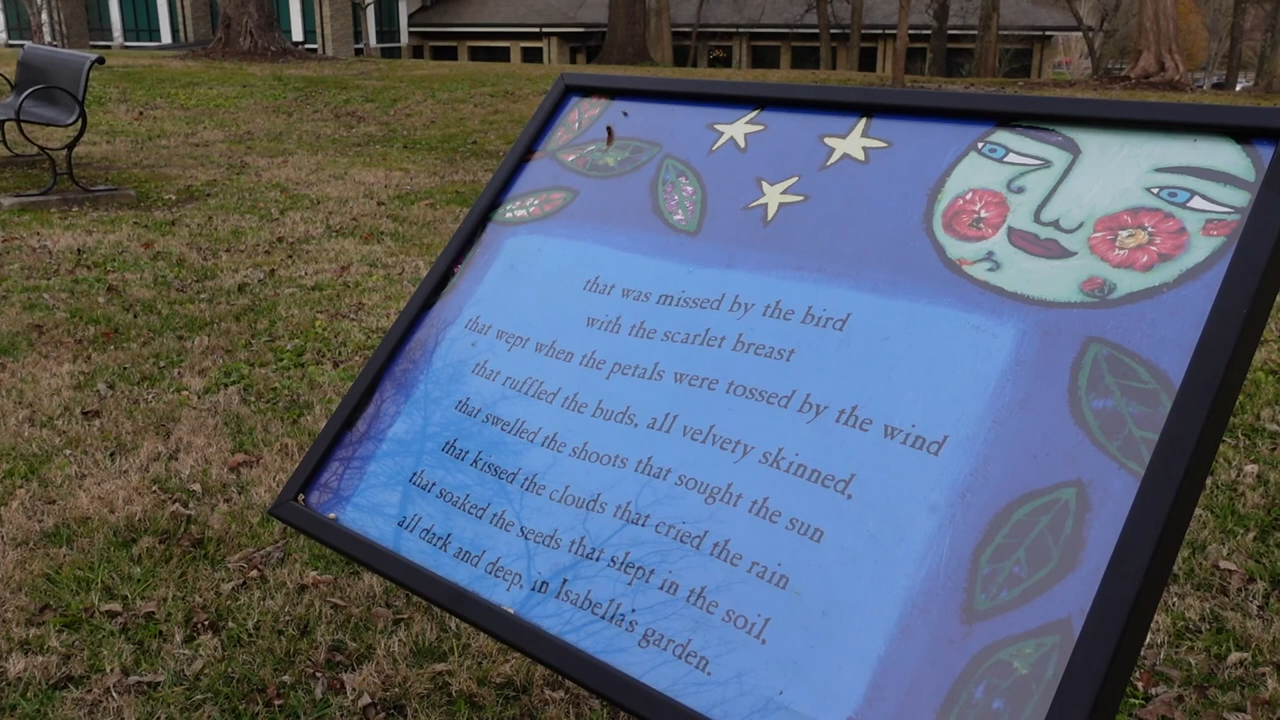 that was missed by the bird
with the scarlet breast
that wept when the petals were tossed by the wind
that ruffled the buds, all velvety skinned,
that swelled the shoots that sought the sun
that kissed the clouds that cried the rain
that soaked the seeds that slept in the soil,
all dark and deep, in Isabella's garden.